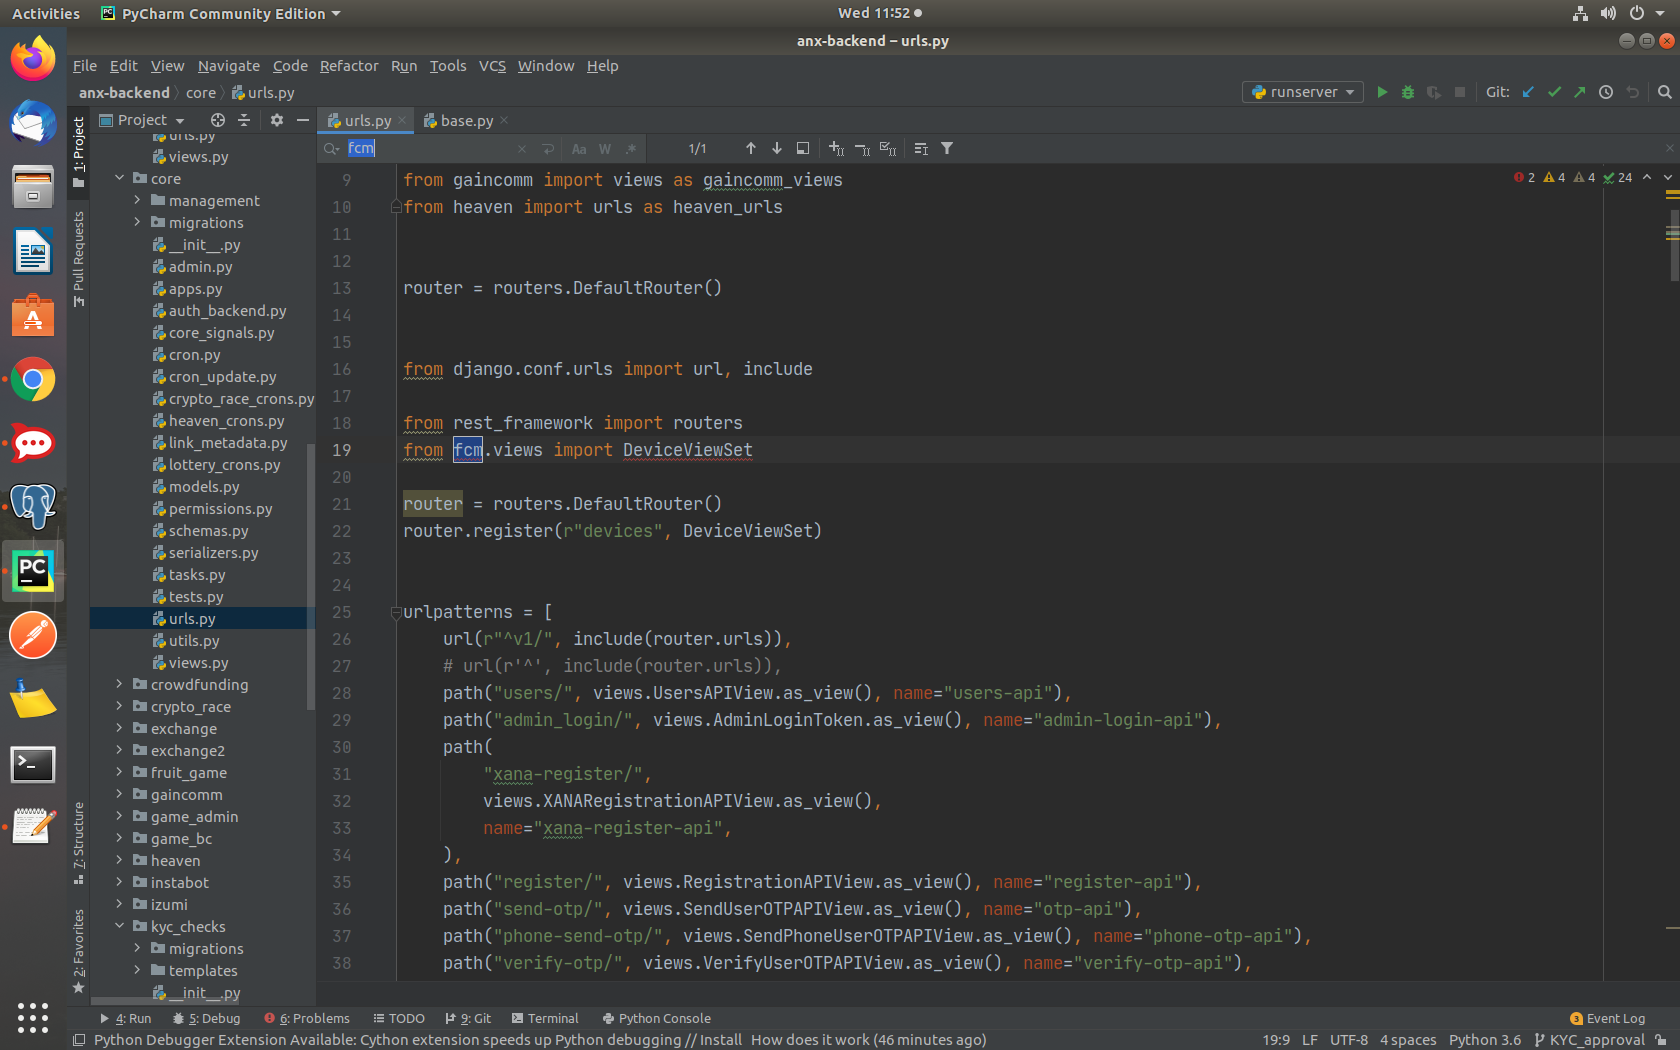 Activities
PyCharm Community Edition
Wed 11:52
anx-backend – urls.py
File Edit View Navigate Code Refactor Run Tools VCS Window Help
anx-backend core urls.py
runserver
Git:
1: Project
Pull Requests
7: Structure
2: Favorites
Project
urls.py
views.py
core
management
migrations
__init__.py
admin.py
apps.py
auth_backend.py
core_signals.py
cron.py
cron_update.py
crypto_race_crons.py
heaven_crons.py
link_metadata.py
lottery_crons.py
models.py
permissions.py
schemas.py
serializers.py
tasks.py
tests.py
urls.py
utils.py
views.py
crowdfunding
crypto_race
exchange
exchange2
fruit_game
gaincomm
game_admin
game_bc
heaven
instabot
izumi
kyc_checks
migrations
templates
__init__.py
urls.py
base.py
fcm
Aa W .*
1/1
2 4 4 24
9 from gaincomm import views as gaincomm_views
10 from heaven import urls as heaven_urls
11
12
13 router = routers.DefaultRouter()
14
15
16 from django.conf.urls import url, include
17
18 from rest_framework import routers
19 from fcm.views import DeviceViewSet
20
21 router = routers.DefaultRouter()
22 router.register(r"devices", DeviceViewSet)
23
24
25 urlpatterns = [
26 url(r"^v1/", include(router.urls)),
27 # url(r'^', include(router.urls)),
28 path("users/", views.UsersAPIView.as_view(), name="users-api"),
29 path("admin_login/", views.AdminLoginToken.as_view(), name="admin-login-api"),
30 path(
31 "xana-register/",
32 views.XANARegistrationAPIView.as_view(),
33 name="xana-register-api",
34 ),
35 path("register/", views.RegistrationAPIView.as_view(), name="register-api"),
36 path("send-otp/", views.SendUserOTPAPIView.as_view(), name="otp-api"),
37 path("phone-send-otp/", views.SendPhoneUserOTPAPIView.as_view(), name="phone-otp-api"),
38 path("verify-otp/", views.VerifyUserOTPAPIView.as_view(), name="verify-otp-api"),
4: Run 5: Debug 6: Problems TODO 9: Git Terminal Python Console
3 Event Log
Python Debugger Extension Available: Cython extension speeds up Python debugging // Install How does it work (46 minutes ago)
19:9 LF UTF-8 4 spaces Python 3.6 KYC_approval